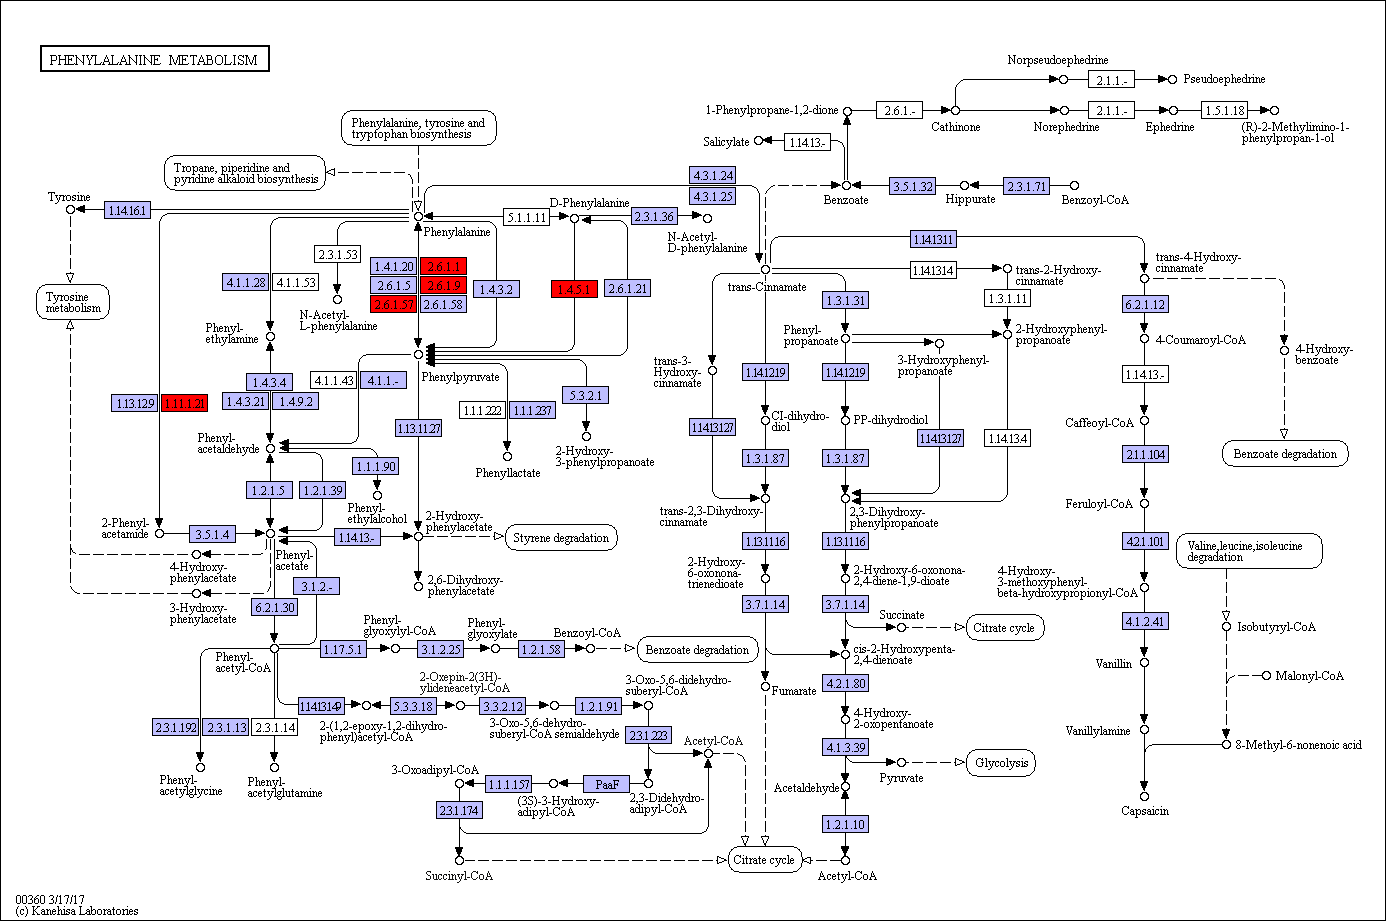 PHENYLALANINE METABOLISM
Norpseudoephedrine
2.1.1.-
Pseudoephedrine
1-Phenylpropane-1,2-dione
2.6.1.-
Cathinone
2.1.1.-
Norephedrine
Ephedrine
1.5.1.18
(R)-2-Methylimino-1-
phenylpropan-1-ol
Phenylalanine, tyrosine and
tryptophan biosynthesis
Salicylate
1.14.13.-
Tropane, piperidine and
pyridine alkaloid biosynthesis
4.3.1.24
4.3.1.25
Benzoate
3.5.1.32
Hippurate
2.3.1.71
Benzoyl-CoA
Tyrosine
1.14.16.1
Phenylalanine
5.1.1.11
D-Phenylalanine
2.3.1.36
N-Acetyl-
D-phenylalanine
1.14.13.11
1.14.13.14
trans-2-Hydroxy-
cinnamate
trans-4-Hydroxy-
cinnamate
2.3.1.53
1.4.1.20
2.6.1.1
2.6.1.5
2.6.1.9
2.6.1.57
2.6.1.58
1.4.3.2
1.4.5.1
2.6.1.21
4.1.1.28
4.1.1.53
N-Acetyl-
L-phenylalanine
trans-Cinnamate
1.3.1.31
1.3.1.11
6.2.1.12
Tyrosine
metabolism
Phenyl-
ethylamine
Phenyl-
propanoate
2-Hydroxyphenyl-
propanoate
4-Coumaroyl-CoA
4-Hydroxy-
benzoate
3-Hydroxyphenyl-
propanoate
trans-3-
Hydroxy-
cinnamate
Phenylpyruvate
1.4.3.4
4.1.1.43
4.1.1.-
1.14.12.19
1.14.12.19
1.14.13.-
1.13.12.9
1.11.1.21
1.4.3.21
1.4.9.2
1.1.1.222
1.1.1.237
5.3.2.1
CI-dihydro-
diol
PP-dihydrodiol
Caffeoyl-CoA
1.13.11.27
1.14.13.127
1.14.13.127
1.14.13.4
Phenyl-
acetaldehyde
Phenyllactate
2-Hydroxy-
3-phenylpropanoate
1.1.1.90
1.3.1.87
1.3.1.87
2.1.1.104
Benzoate degradation
1.2.1.5
1.2.1.39
Phenyl-
ethylalcohol
trans-2,3-Dihydroxy-
cinnamate
2,3-Dihydroxy-
phenylpropanoate
Feruloyl-CoA
2-Phenyl-
acetamide
3.5.1.4
1.14.13.-
2-Hydroxy-
phenylacetate
Styrene degradation
1.13.11.16
1.13.11.16
4.2.1.101
Valine,leucine,isoleucine
degradation
Phenyl-
acetate
4-Hydroxy-
phenylacetate
2,6-Dihydroxy-
phenylacetate
2-Hydroxy-
6-oxonona-
trienedioate
2-Hydroxy-6-oxonona-
2,4-diene-1,9-dioate
4-Hydroxy-
3-methoxyphenyl-
beta-hydroxypropionyl-CoA
3.1.2.-
3-Hydroxy-
phenylacetate
6.2.1.30
3.7.1.14
3.7.1.14
Succinate
Citrate cycle
4.1.2.41
Isobutyryl-CoA
Phenyl-
glyoxylyl-CoA
Phenyl-
glyoxylate
Benzoyl-CoA
1.17.5.1
3.1.2.25
1.2.1.58
Benzoate degradation
cis-2-Hydroxypenta-
2,4-dienoate
Phenyl-
acetyl-CoA
Vanillin
Malonyl-CoA
2-Oxepin-2(3H)-
ylideneacetyl-CoA
3-Oxo-5,6-didehydro-
suberyl-CoA
Fumarate
4.2.1.80
1.14.13.149
5.3.3.18
3.3.2.12
1.2.1.91
4-Hydroxy-
2-oxopentanoate
2.3.1.192
2.3.1.13
2.3.1.14
2-(1,2-epoxy-1,2-dihydro-
phenyl)acetyl-CoA
3-Oxo-5,6-dehydro-
suberyl-CoA semialdehyde
2.3.1.223
Acetyl-CoA
4.1.3.39
Vanillylamine
8-Methyl-6-nonenoic acid
Phenyl-
acetylglycine
Phenyl-
acetylglutamine
3-Oxoadipyl-CoA
1.1.1.157
PaaF
(3S)-3-Hydroxy-
adipyl-CoA
2,3-Didehydro-
adipyl-CoA
Pyruvate
Glycolysis
Acetaldehyde
2.3.1.174
1.2.1.10
Capsaicin
Succinyl-CoA
Citrate cycle
Acetyl-CoA
00360 3/17/17
(c) Kanehisa Laboratories